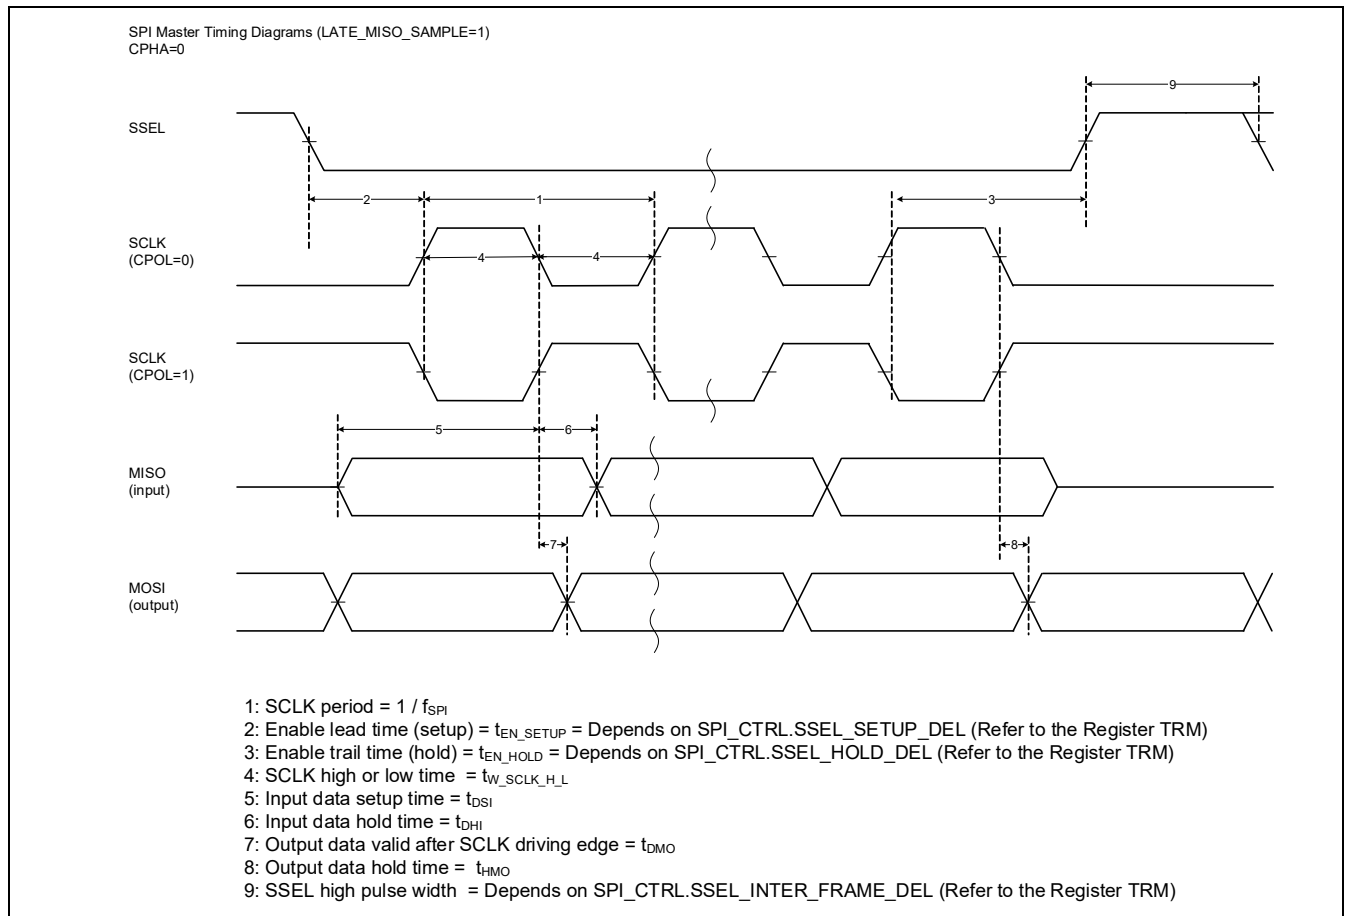 SPI Master Timing Diagrams (LATE_MISO_SAMPLE=1)
CPHA=0
9
SSEL
2
1
3
SCLK
(CPOL=0)
4
4
SCLK
(CPOL=1)
5
6
MISO
(input)
7
8
MOSI
(output)
1: SCLK period = 1 / fSPI
2: Enable lead time (setup) = tEN_SETUP = Depends on SPI_CTRL.SSEL_SETUP_DEL (Refer to the Register TRM)
3: Enable trail time (hold) = tEN_HOLD = Depends on SPI_CTRL.SSEL_HOLD_DEL (Refer to the Register TRM)
4: SCLK high or low time = tW_SCLK_H_L
5: Input data setup time = tDSI
6: Input data hold time = tDHI
7: Output data valid after SCLK driving edge = tDMO
8: Output data hold time = tHMO
9: SSEL high pulse width = Depends on SPI_CTRL.SSEL_INTER_FRAME_DEL (Refer to the Register TRM)